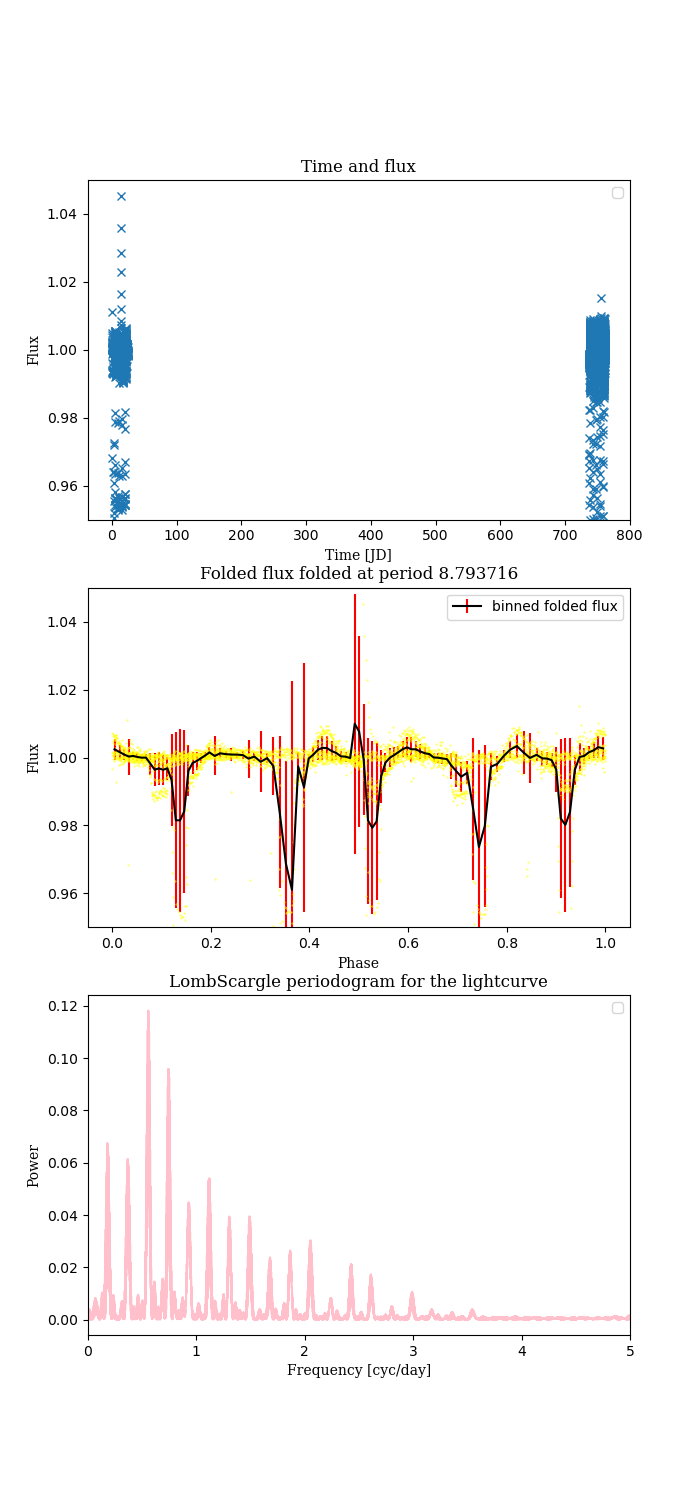 Time and flux
1.04
1.02
1.00
0.98
0.96
Flux
0 100 200 300 400 500 600 700 800
Time [JD]
Folded flux folded at period 8.793716
binned folded flux
1.04
1.02
1.00
0.98
0.96
Flux
0.0 0.2 0.4 0.6 0.8 1.0
Phase
LombScargle periodogram for the lightcurve
0.12
0.10
0.08
0.06
0.04
0.02
0.00
Power
0 1 2 3 4 5
Frequency [cyc/day]